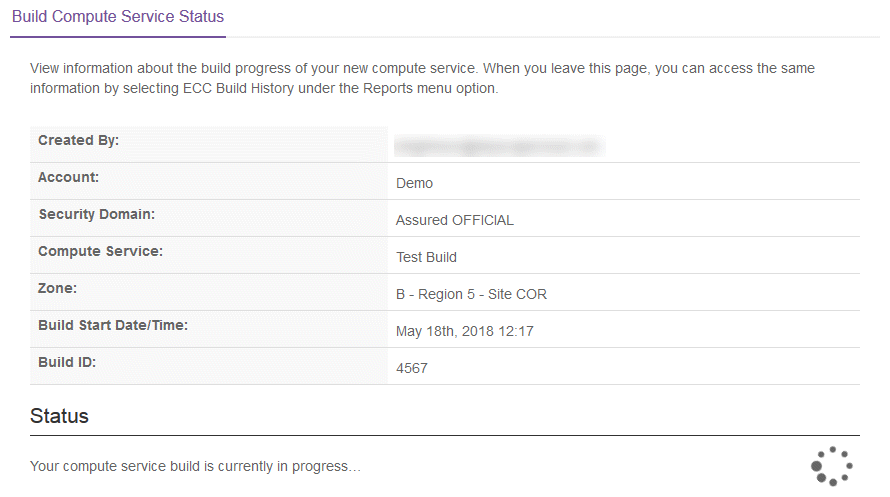 Build Compute Service Status
View information about the build progress of your new compute service. When you leave this page, you can access the same
information by selecting ECC Build History under the Reports menu option.
Created By:
Account:
Demo
Security Domain:
Assured OFFICIAL
Compute Service:
Test Build
Zone:
B - Region 5 - Site COR
Build Start Date/Time:
May 18th, 2018 12:17
Build ID:
4567
Status
Your compute service build is currently in progress…